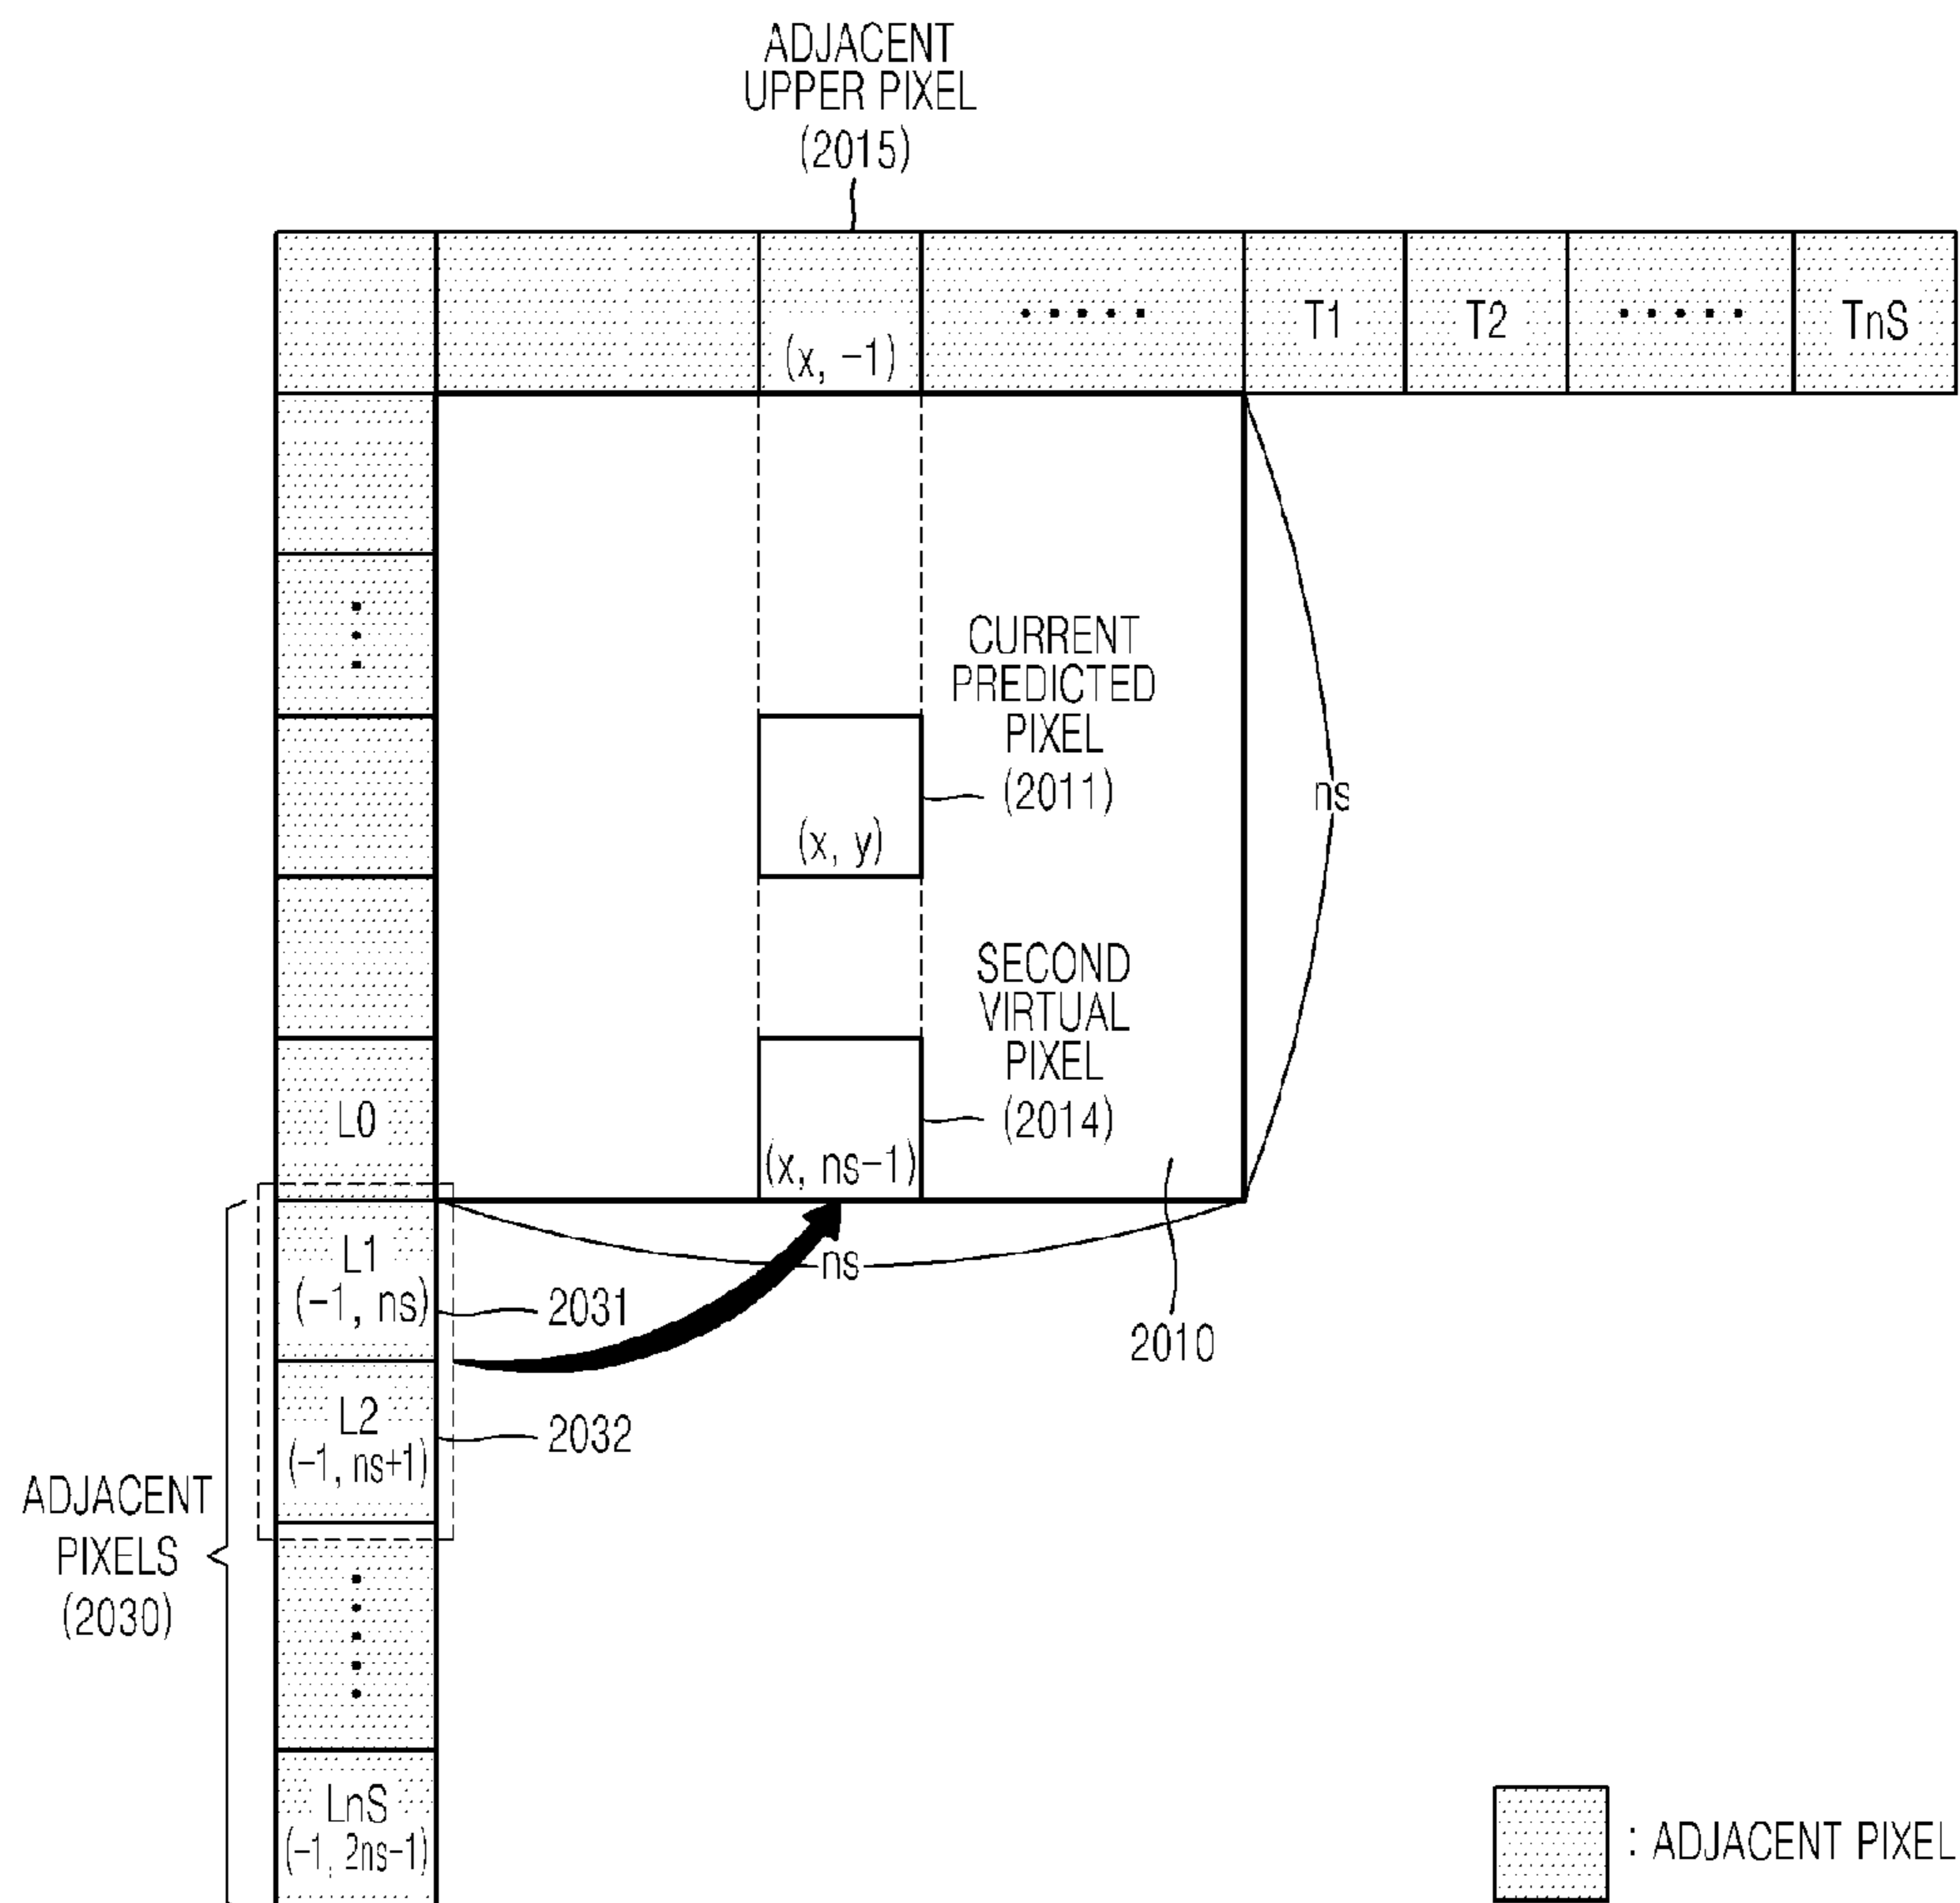 ADJACENT
UPPER PIXEL
(2015)
(x, -1)
.....
T1
T2
.....
TnS
CURRENT
PREDICTED
PIXEL
(2011)
(x, y)
ns
SECOND
VIRTUAL
PIXEL
(2014)
(x, ns-1)
L0
L1
(-1, ns)
2031
ns
2010
L2
(-1, ns+1)
2032
ADJACENT
PIXELS
(2030)
LnS
(-1, 2ns-1)
: ADJACENT PIXEL